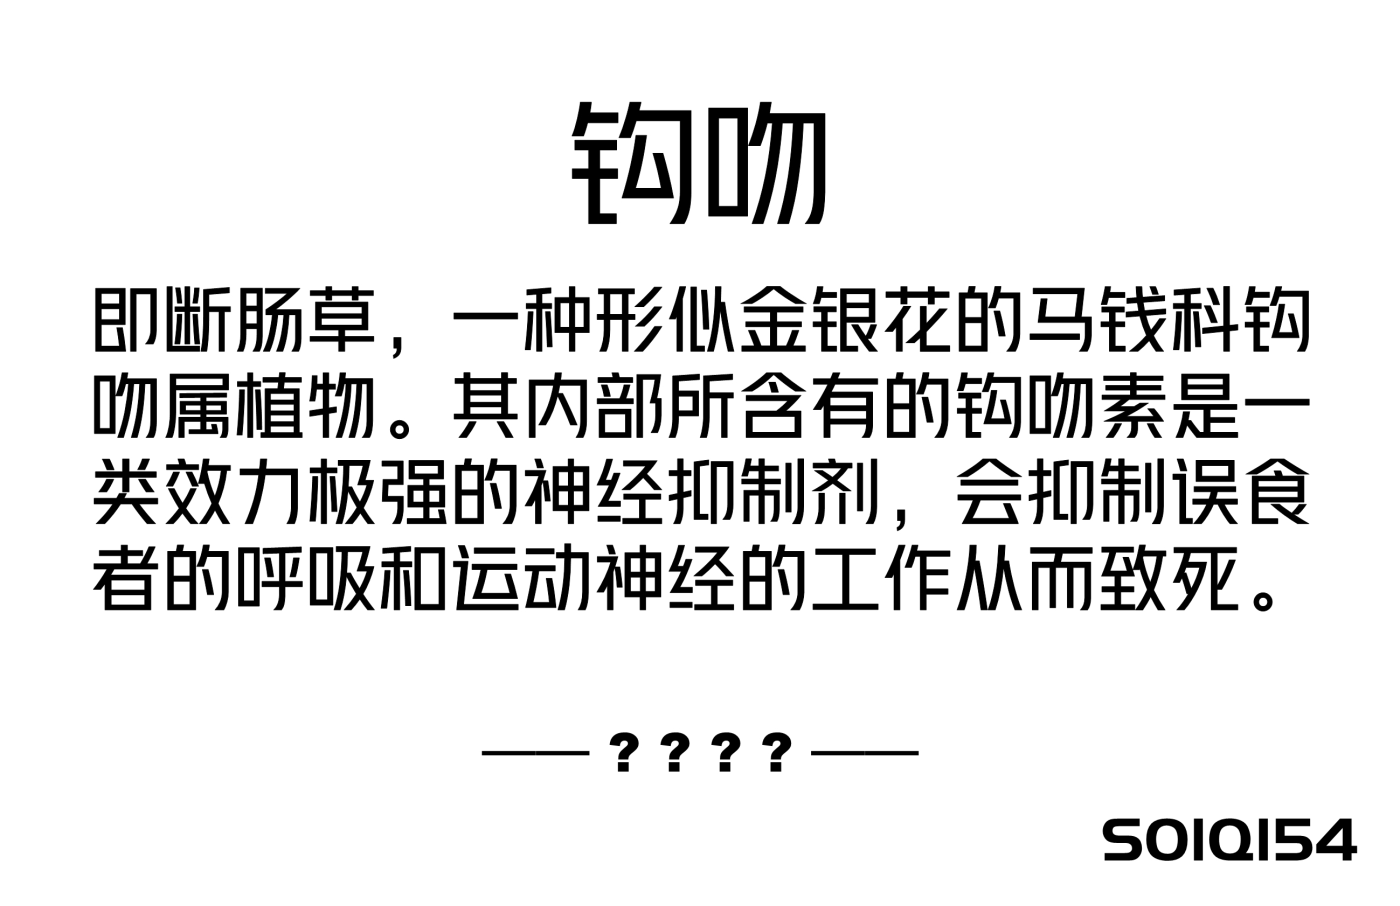 钩吻
即断肠草，一种形似金银花的马钱科钩
吻属植物。其内部所含有的钩吻素是一
类效力极强的神经抑制剂，会抑制误食
者的呼吸和运动神经的工作从而致死。
——？？？？——
S01Q154